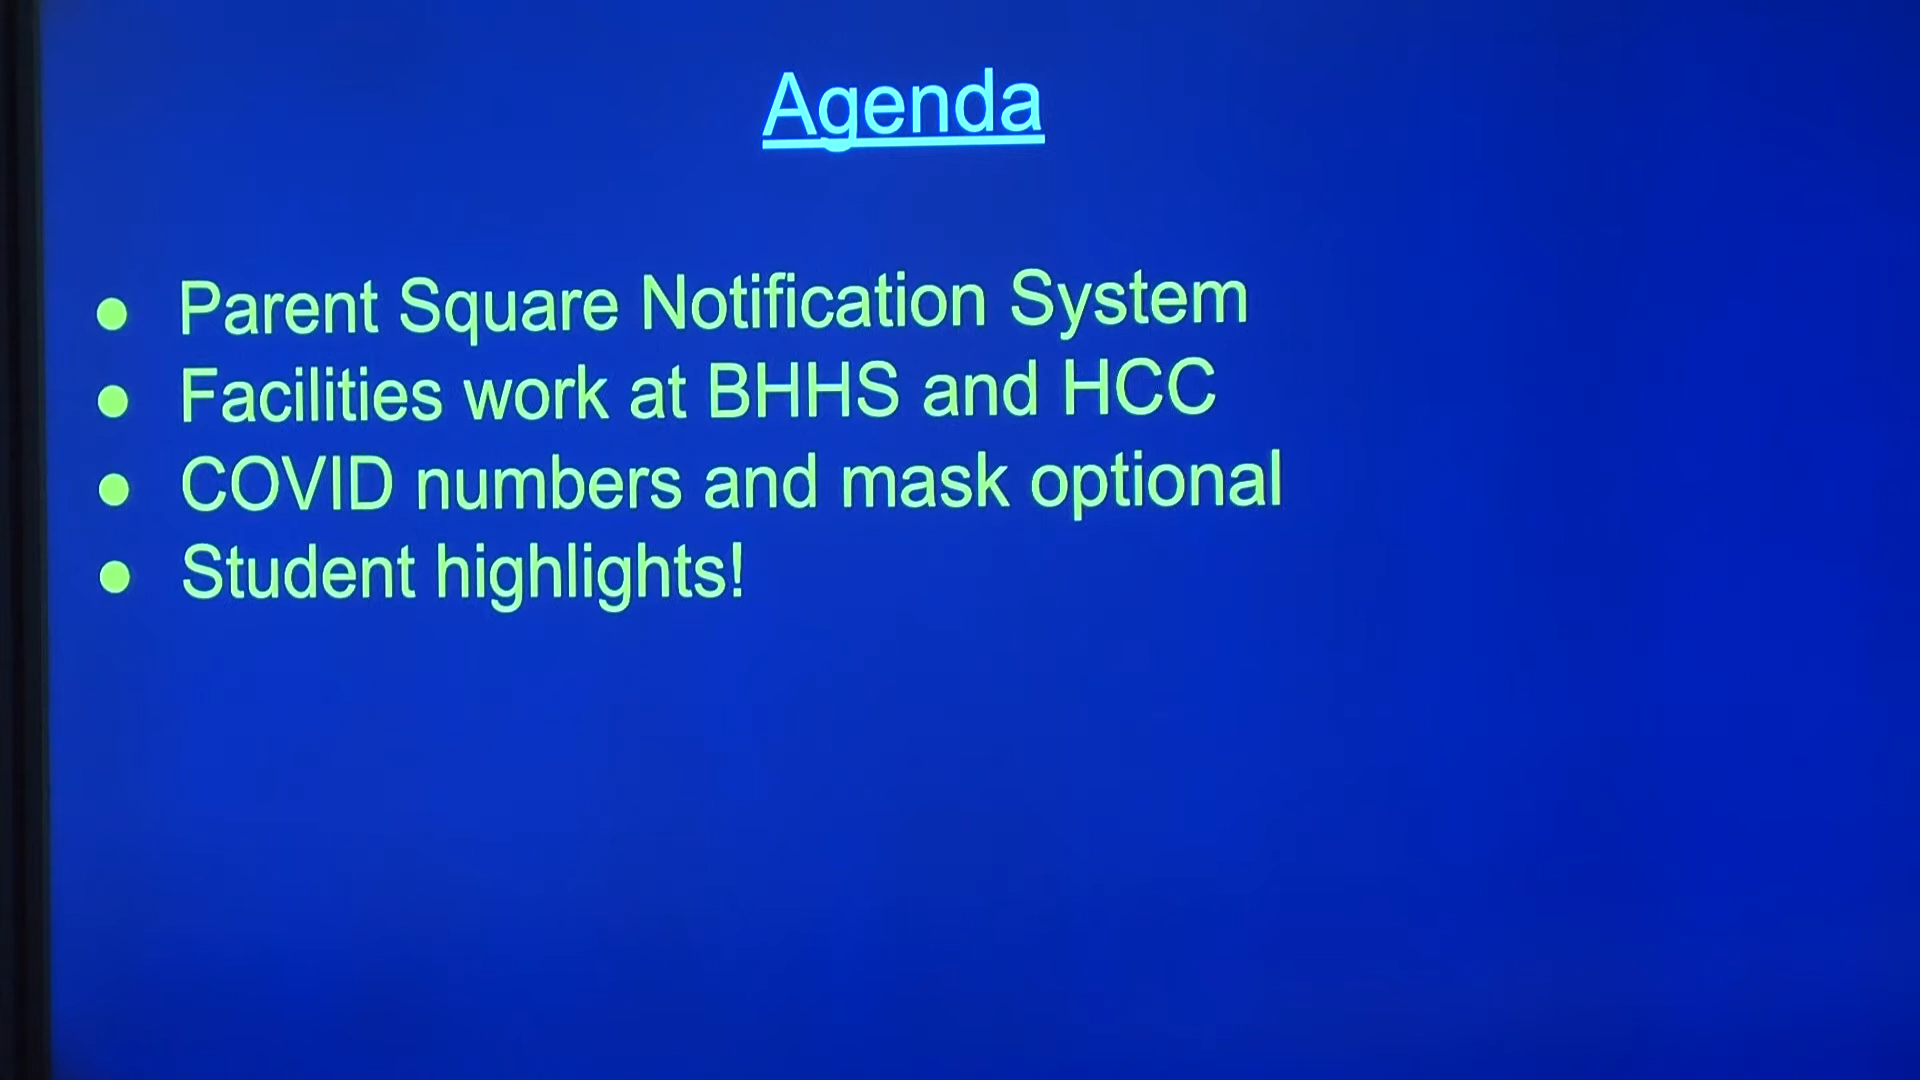 Agenda
● Parent Square Notification System
● Facilities work at BHHS and HCC
● COVID numbers and mask optional
● Student highlights!